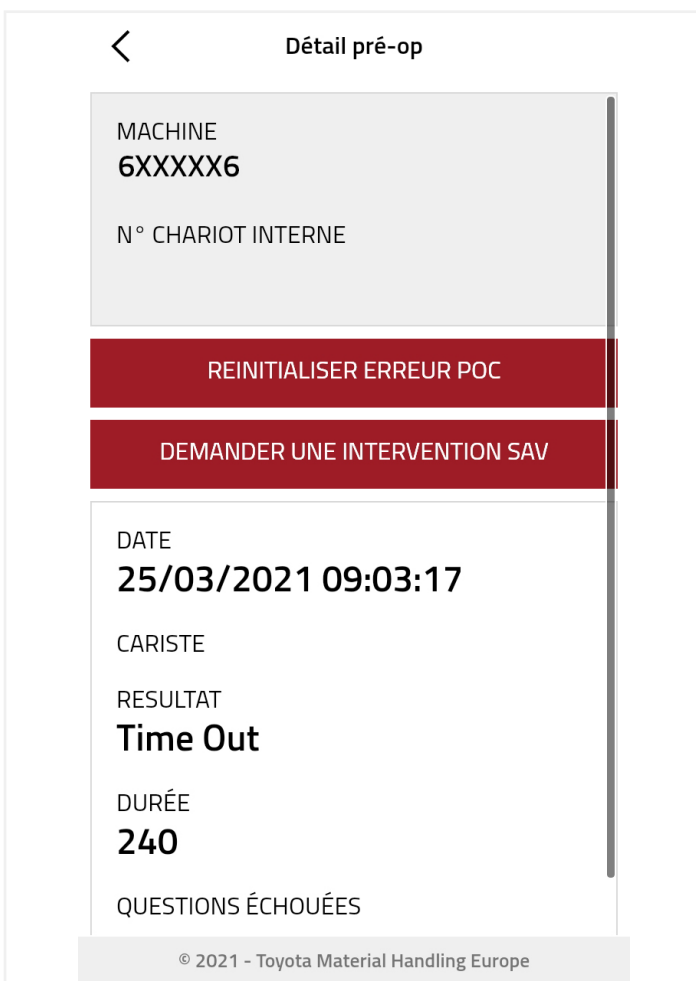 Détail pré-op
MACHINE
6XXXXX6
N° CHARIOT INTERNE
REINITIALISER ERREUR POC
DEMANDER UNE INTERVENTION SAV
DATE
25/03/2021 09:03:17
CARISTE
RESULTAT
Time Out
DURÉE
240
QUESTIONS ÉCHOUÉES
© 2021 - Toyota Material Handling Europe